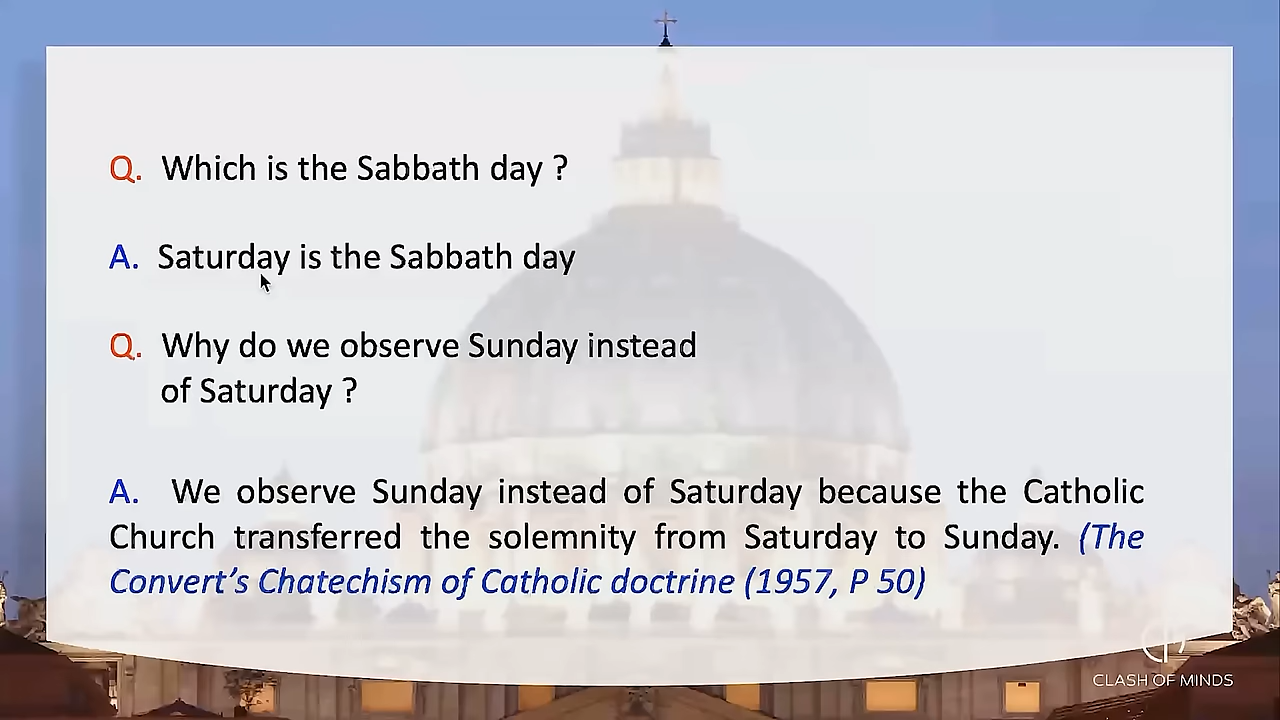 Q. Which is the Sabbath day ?
A. Saturday is the Sabbath day
Q. Why do we observe Sunday instead
of Saturday ?
A. We observe Sunday instead of Saturday because the Catholic
Church transferred the solemnity from Saturday to Sunday. (The
Convert’s Chatechism of Catholic doctrine (1957, P 50)
CLASH OF MINDS